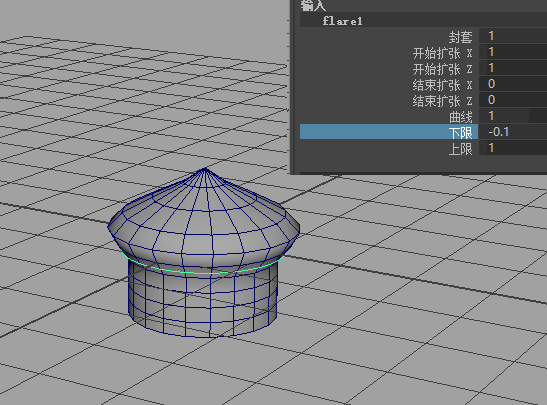 输入
flare1
封套 1
开始扩张 X 1
开始扩张 Z 1
结束扩张 X 0
结束扩张 Z 0
曲线 1
下限 -0.1
上限 1